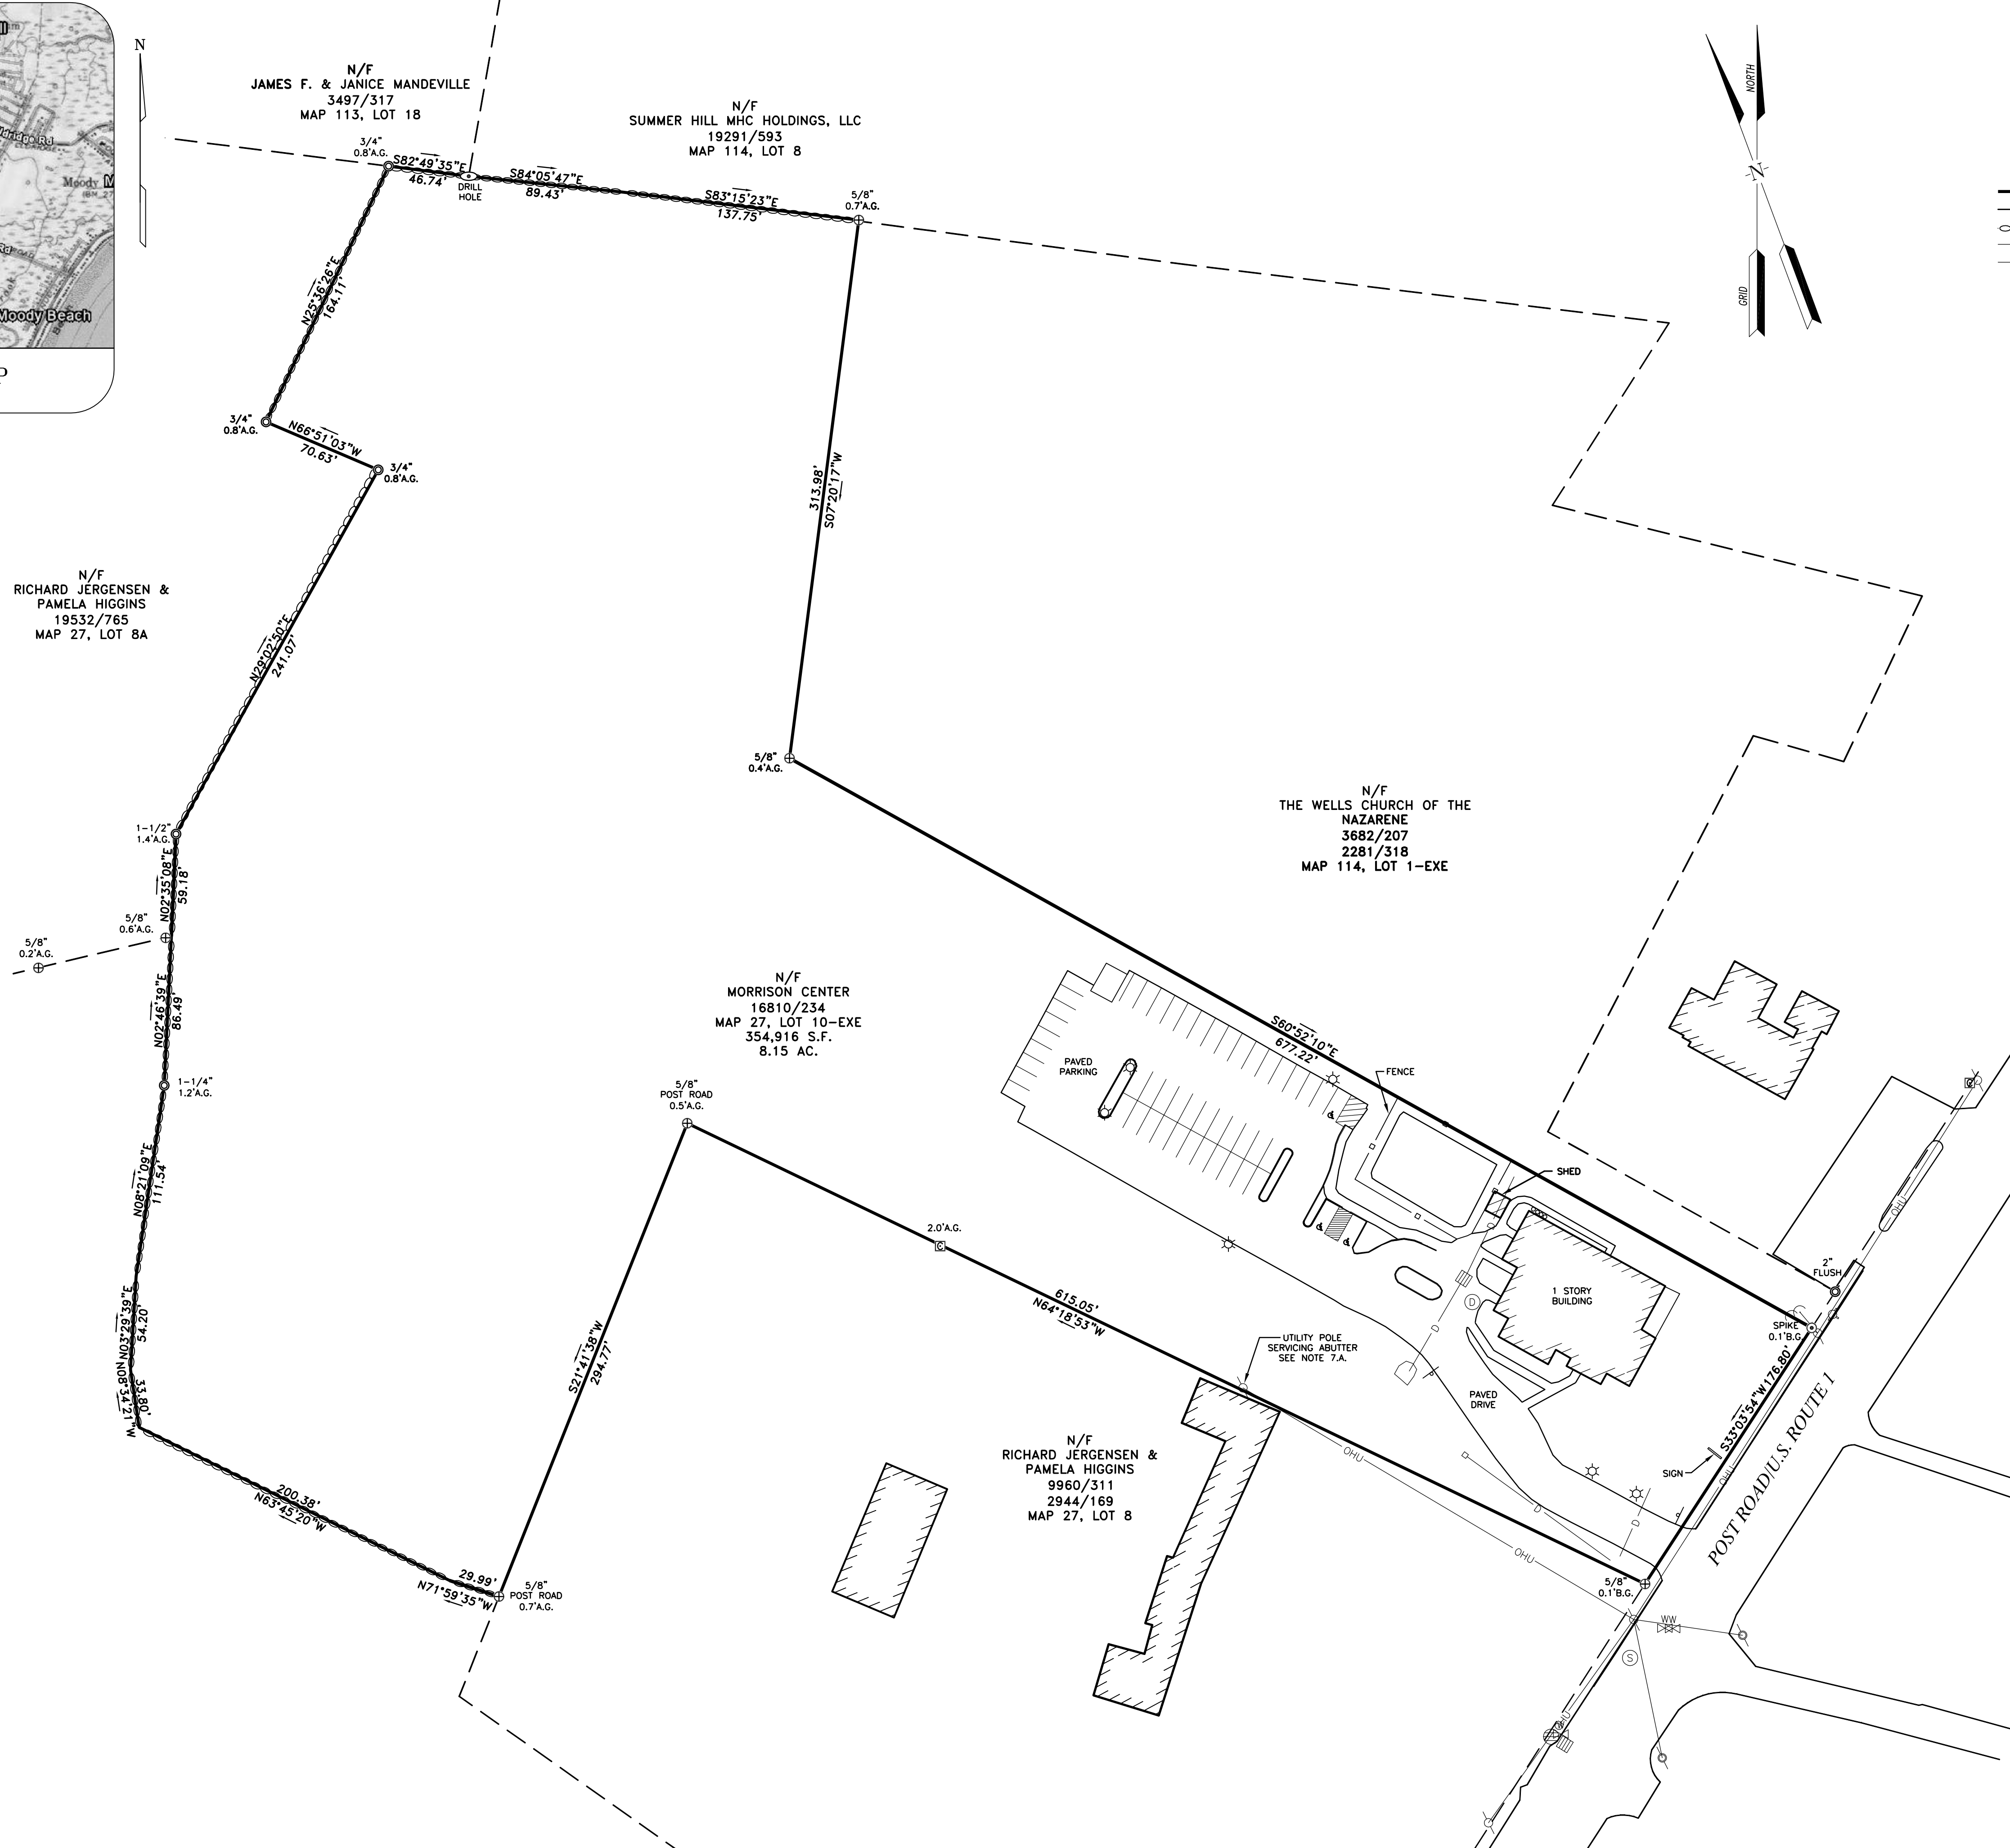 ldridge Rd
Moody M
Rd
Moody Beach
P
N
N/F
JAMES F. & JANICE MANDEVILLE
3497/317
MAP 113, LOT 18
N/F
SUMMER HILL MHC HOLDINGS, LLC
19291/593
MAP 114, LOT 8
NORTH
N
GRID
3/4"
0.8'A.G.
S82°49'35"E
46.74'
DRILL
HOLE
S84°05'47"E
89.43'
S83°15'23"E
137.75'
5/8"
0.7'A.G.
N25°36'26"E
164.11'
3/4"
0.8'A.G.
N66°51'03"W
70.63'
3/4"
0.8'A.G.
313.98'
S07°20'17"W
N/F
RICHARD JERGENSEN &
PAMELA HIGGINS
19532/765
MAP 27, LOT 8A
N29°02'50"E
241.07'
5/8"
0.4'A.G.
N/F
THE WELLS CHURCH OF THE
NAZARENE
3682/207
2281/318
MAP 114, LOT 1-EXE
1-1/2"
1.4'A.G.
N02°35'08"E
59.18'
5/8"
0.6'A.G.
5/8"
0.2'A.G.
N02°46'39"E
86.49'
1-1/4"
1.2'A.G.
N/F
MORRISON CENTER
16810/234
MAP 27, LOT 10-EXE
354,916 S.F.
8.15 AC.
S60°52'10"E
677.22'
PAVED
PARKING
FENCE
5/8"
POST ROAD
0.5'A.G.
N08°21'09"E
111.54'
SHED
2.0'A.G.
C
C
1 STORY
BUILDING
2"
FLUSH
SPIKE
0.1'B.G.
D
D
D
N03°29'39"E
54.20'
615.05'
N64°18'53"W
UTILITY POLE
SERVICING ABUTTER
SEE NOTE 7.A.
S21°41'38"W
294.77'
N08°34'21"W
33.80'
PAVED
DRIVE
S33°03'54"W
176.80'
POST ROAD/U.S. ROUTE 1
N/F
RICHARD JERGENSEN &
PAMELA HIGGINS
9960/311
2944/169
MAP 27, LOT 8
OHU
OHU
OHU
OHU
OHU
SIGN
200.38'
N63°45'20"W
D
D
29.99'
N71°59'35"W
5/8"
POST ROAD
0.7'A.G.
5/8"
0.1'B.G.
WW
S